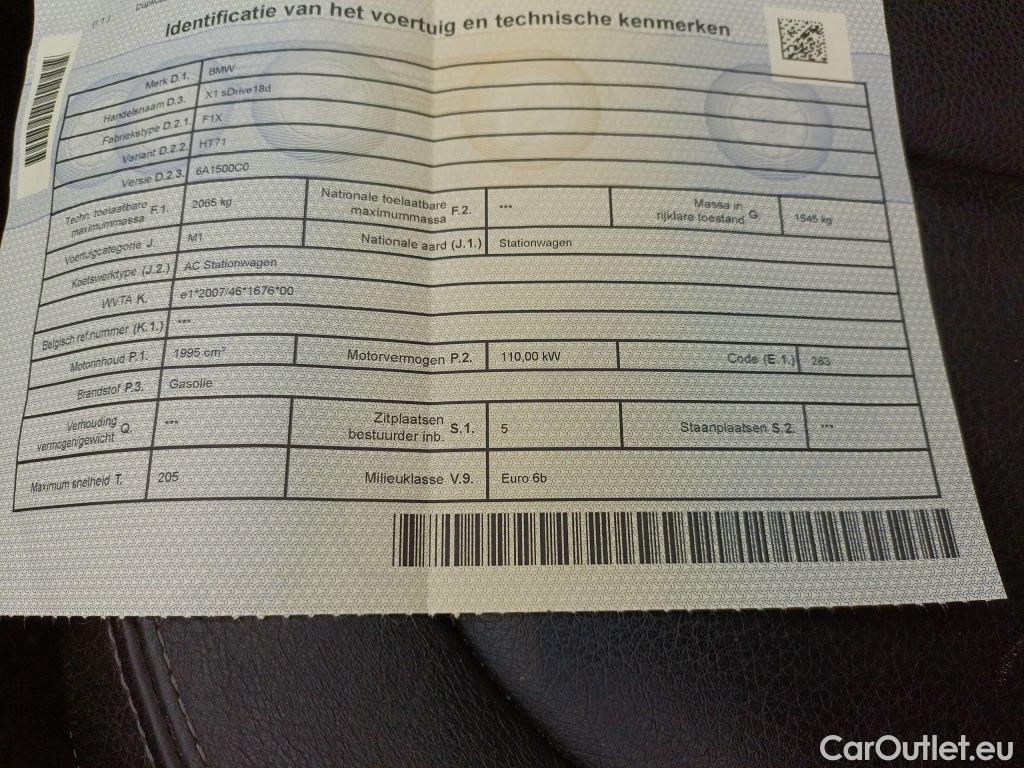 Identificatie van het voertuig en technische kenmerken
Merk D.1. BMW
Handelsnaam D.3. X1 sDrive18d
Fabriekstype D.2.1. F1X
Variant D.2.2. HT71
Versie D.2.3. 6A1500C0
Techn. toelaatbare maximummassa F.1. 2065 kg Nationale toelaatbare maximummassa F.2. *** Massa in rijklare toestand G. 1545 kg
Voertuigcategorie J. M1 Nationale aard (J.1.) Stationwagen
Koetswerktype (J.2.) AC Stationwagen
WVTA K. e1*2007/46*1676*00
Belgisch ref.nummer (K.1.) ***
Motorinhoud P.1. 1995 cm³ Motorvermogen P.2. 110,00 kW Code (E.1.) 263
Brandstof P.3. Gasolie
Verhouding vermogen/gewicht Q. *** Zitplaatsen bestuurder inb. S.1. 5 Staanplaatsen S.2. ***
Maximum snelheid T. 205 Milieuklasse V.9. Euro 6b
CarOutlet.eu